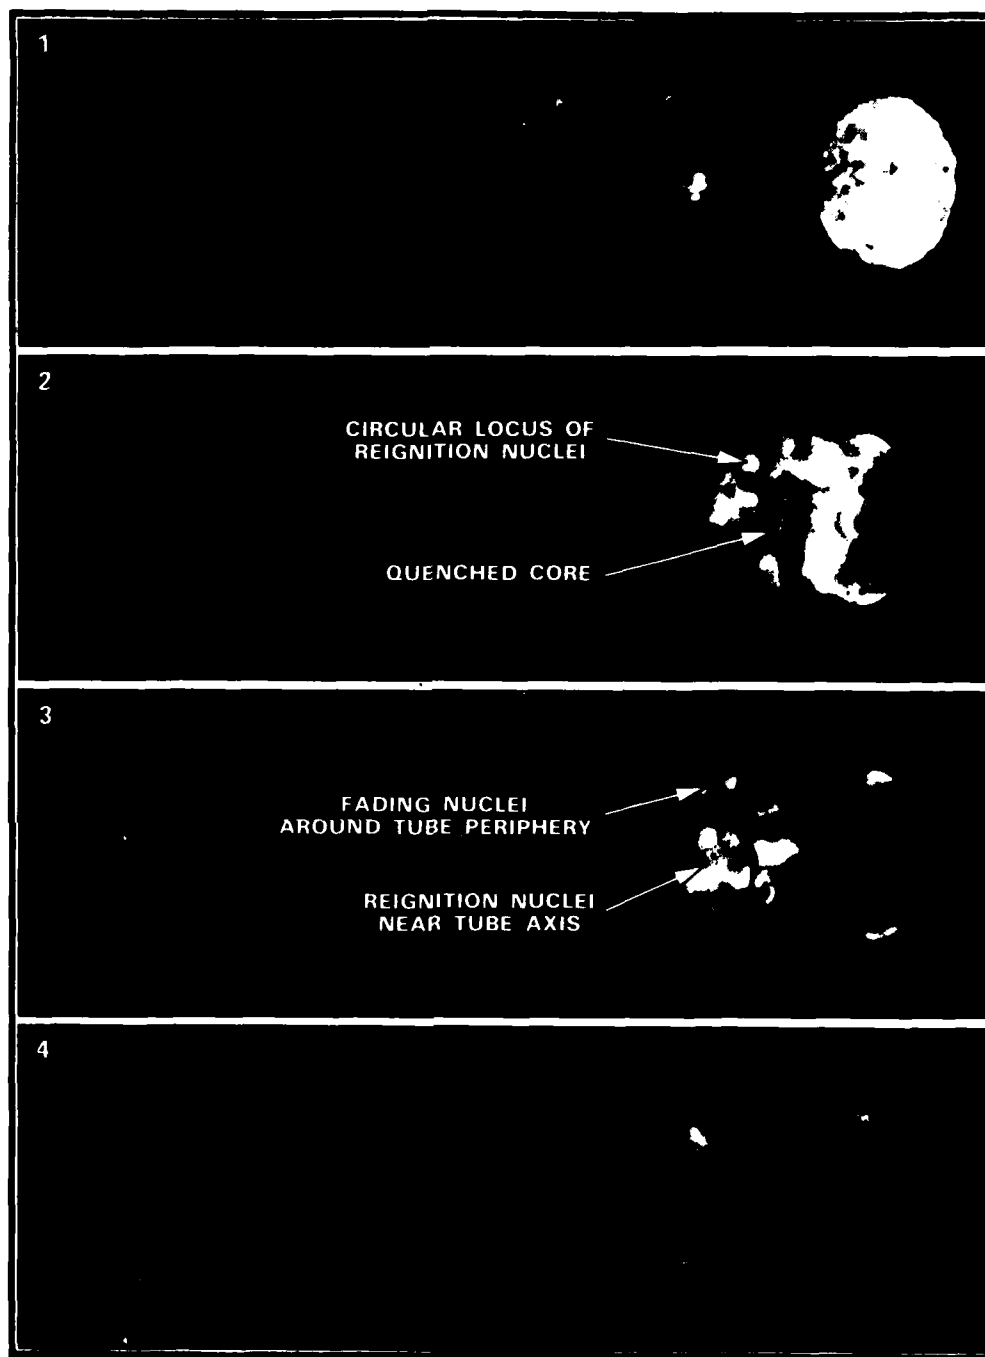 1
2
CIRCULAR LOCUS OF
REIGNITION NUCLEI
QUENCHED CORE
3
FADING NUCLEI
AROUND TUBE PERIPHERY
REIGNITION NUCLEI
NEAR TUBE AXIS
4